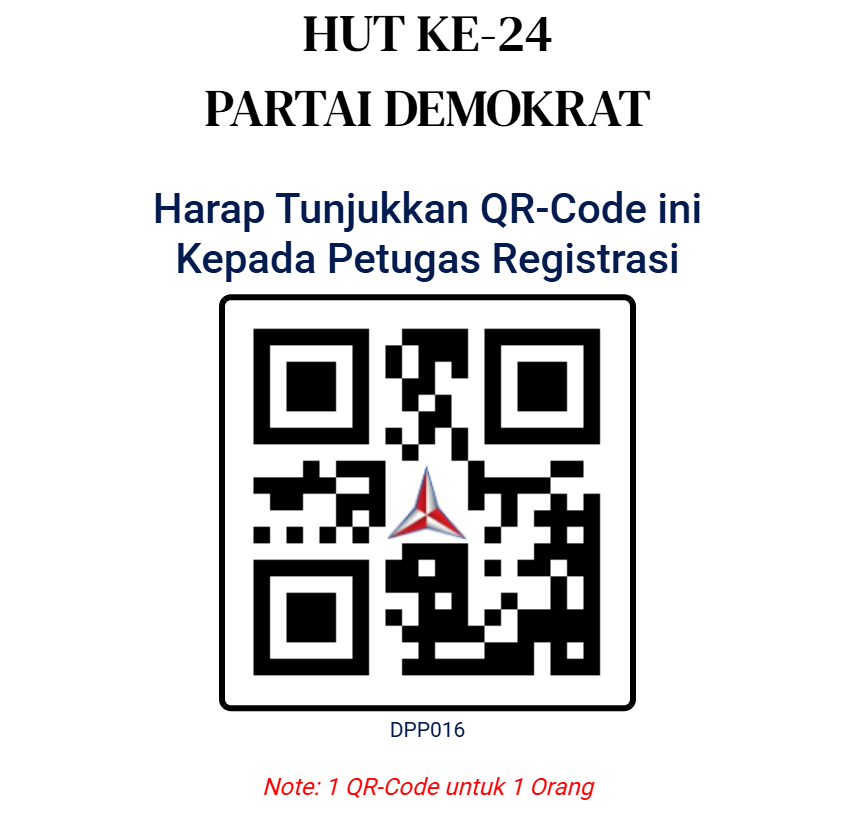 HUT KE-24
PARTAI DEMOKRAT
Harap Tunjukkan QR-Code ini
Kepada Petugas Registrasi
DPP016
Note: 1 QR-Code untuk 1 Orang